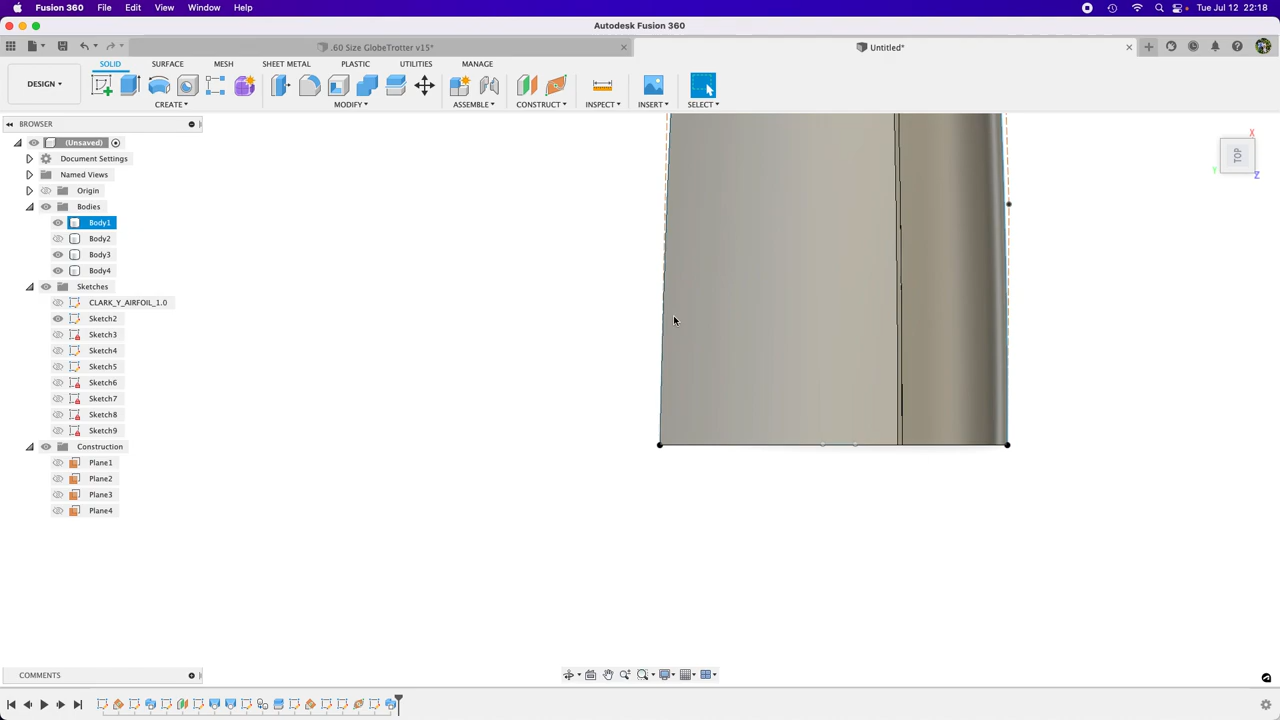 Fusion 360 File Edit View Window Help Tue Jul 12 22:18
Autodesk Fusion 360
.60 Size GlobeTrotter v15* Untitled*
SOLID SURFACE MESH SHEET METAL PLASTIC UTILITIES MANAGE
DESIGN
CREATE MODIFY ASSEMBLE CONSTRUCT INSPECT INSERT SELECT
BROWSER
(Unsaved)
Document Settings
Named Views
Origin
Bodies
Body1
Body2
Body3
Body4
Sketches
CLARK_Y_AIRFOIL_1.0
Sketch2
Sketch3
Sketch4
Sketch5
Sketch6
Sketch7
Sketch8
Sketch9
Construction
Plane1
Plane2
Plane3
Plane4
X
TOP
Y
Z
COMMENTS